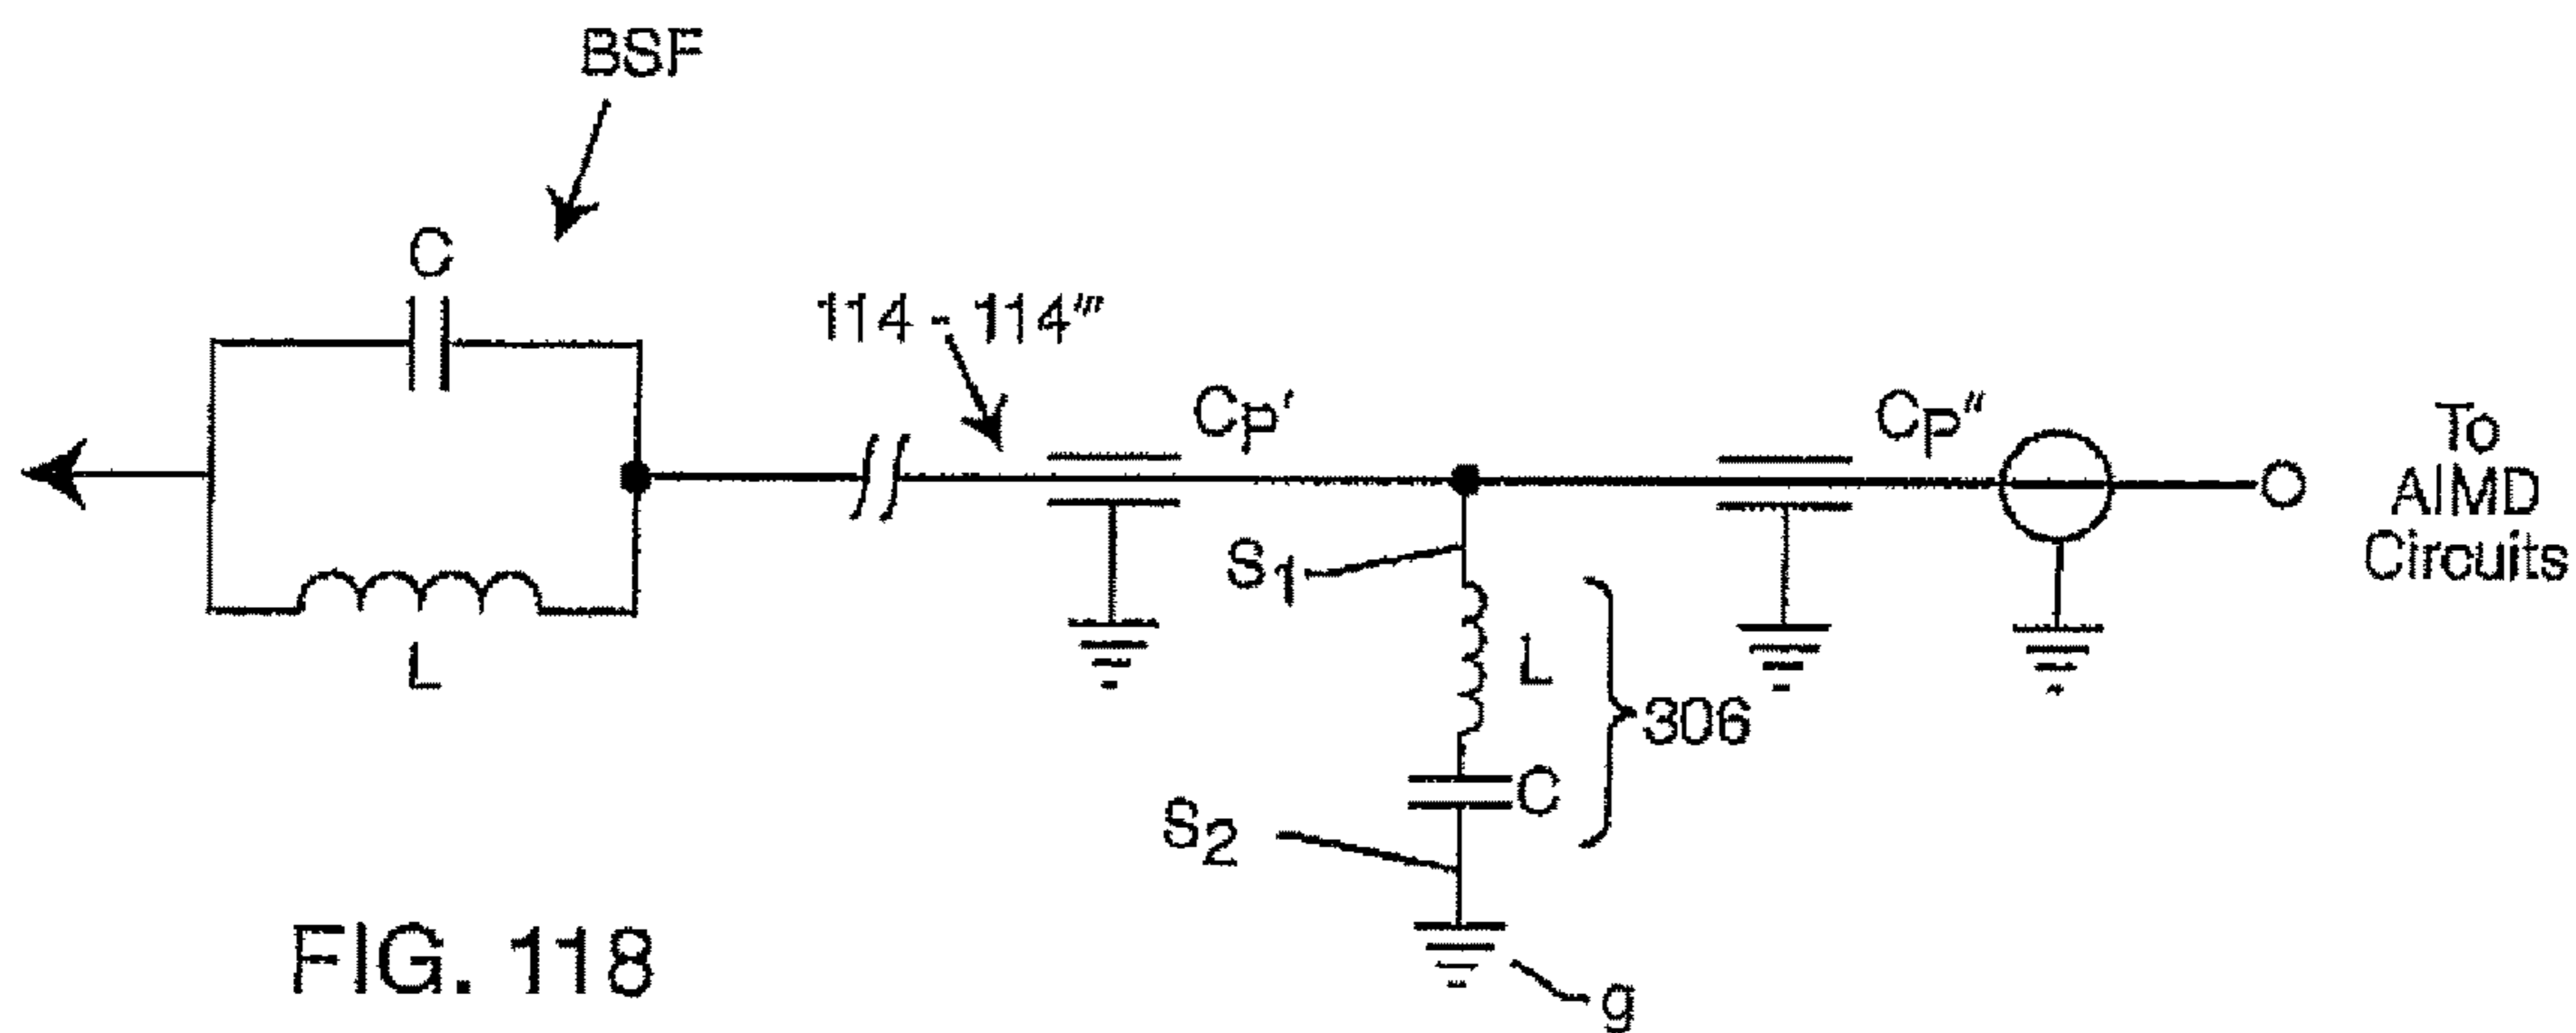 BSF
C
114 - 114'''
CP'
CP"
To
AIMD
Circuits
S1
L
L
306
C
S2
FIG. 118
g